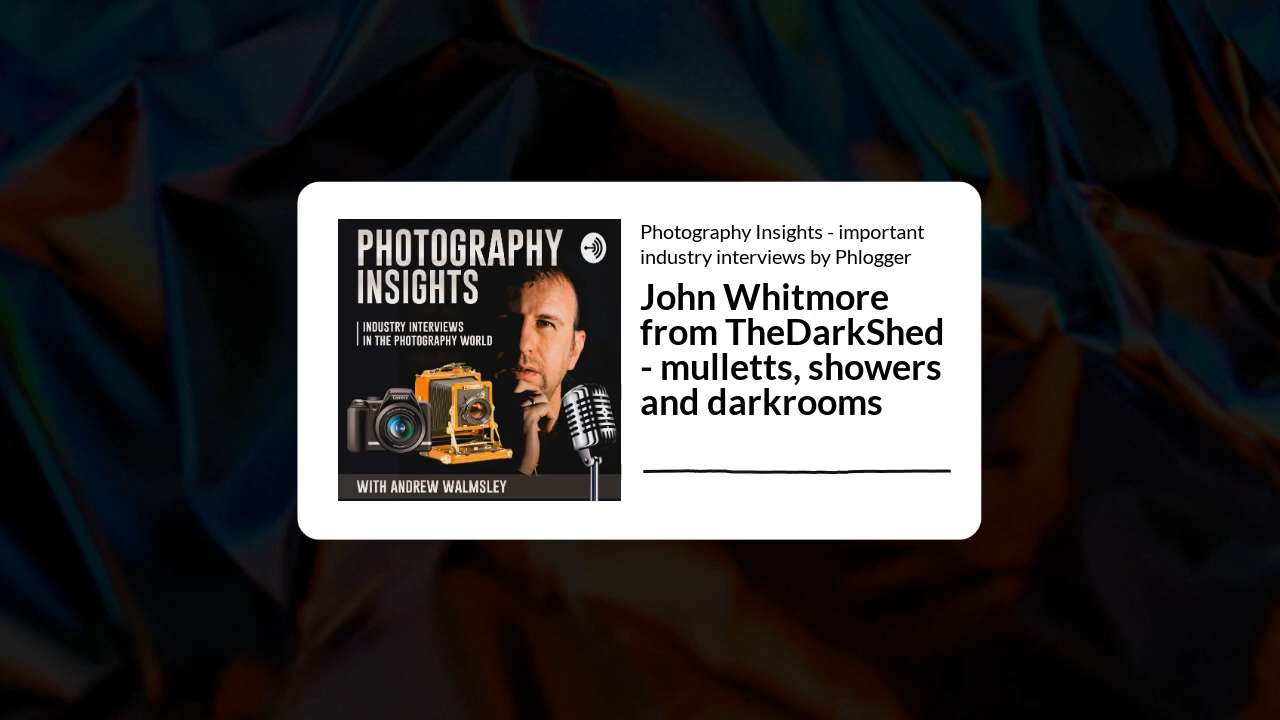 PHOTOGRAPHY
INSIGHTS
INDUSTRY INTERVIEWS
IN THE PHOTOGRAPHY WORLD
WITH ANDREW WALMSLEY
Photography Insights - important
industry interviews by Phlogger
John Whitmore
from TheDarkShed
- mulletts, showers
and darkrooms